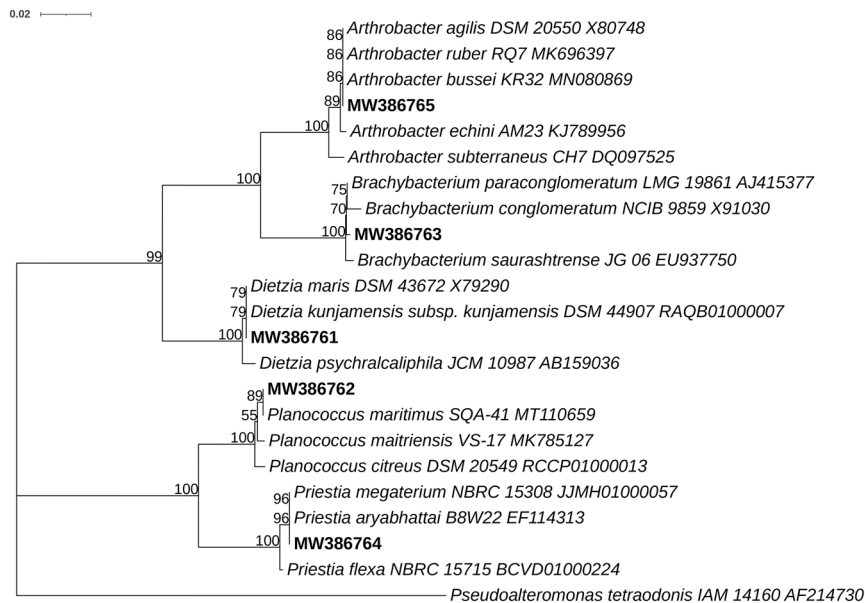 0.02
86 Arthrobacter agilis DSM 20550 X80748
86 Arthrobacter ruber RQ7 MK696397
86 Arthrobacter bussei KR32 MN080869
89 MW386765
100 Arthrobacter echini AM23 KJ789956
Arthrobacter subterraneus CH7 DQ097525
100
75 Brachybacterium paraconglomeratum LMG 19861 AJ415377
70 Brachybacterium conglomeratum NCIB 9859 X91030
100 MW386763
Brachybacterium saurashtrense JG 06 EU937750
99
79 Dietzia maris DSM 43672 X79290
79 Dietzia kunjamensis subsp. kunjamensis DSM 44907 RAQB01000007
100 MW386761
Dietzia psychralcaliphila JCM 10987 AB159036
89 MW386762
55 Planococcus maritimus SQA-41 MT110659
100 Planococcus maitriensis VS-17 MK785127
Planococcus citreus DSM 20549 RCCP01000013
100
96 Priestia megaterium NBRC 15308 JJMH01000057
96 Priestia aryabhattai B8W22 EF114313
100 MW386764
Priestia flexa NBRC 15715 BCVD01000224
Pseudoalteromonas tetraodonis IAM 14160 AF214730